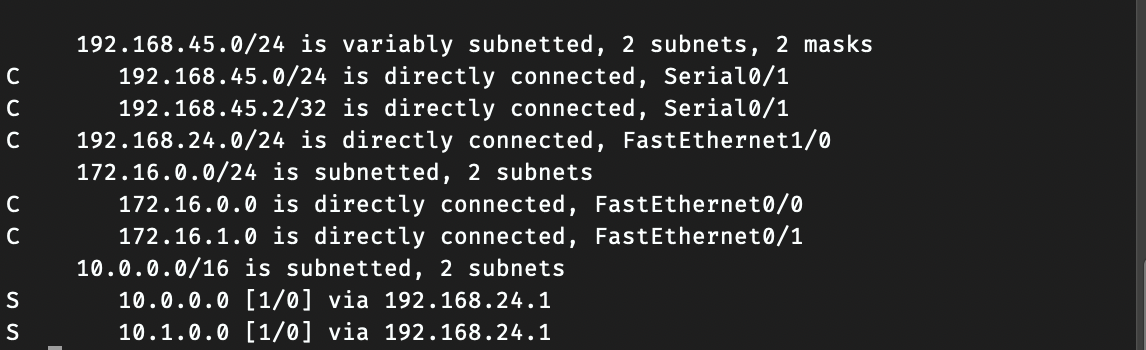 192.168.45.0/24 is variably subnetted, 2 subnets, 2 masks
C 192.168.45.0/24 is directly connected, Serial0/1
C 192.168.45.2/32 is directly connected, Serial0/1
C 192.168.24.0/24 is directly connected, FastEthernet1/0
172.16.0.0/24 is subnetted, 2 subnets
C 172.16.0.0 is directly connected, FastEthernet0/0
C 172.16.1.0 is directly connected, FastEthernet0/1
10.0.0.0/16 is subnetted, 2 subnets
S 10.0.0.0 [1/0] via 192.168.24.1
S 10.1.0.0 [1/0] via 192.168.24.1